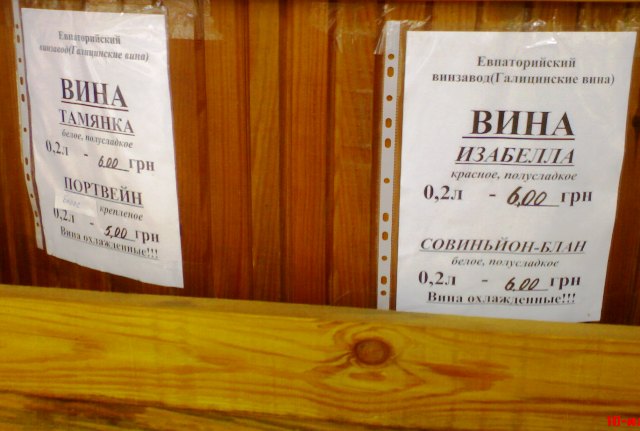 Евпаторийский
винзавод(Галицинские вина)
ВИНА
ТАМЯНКА
белое, полусладкое
0,2л - 6,00 грн
ПОРТВЕЙН
крепленое
0,2л - 5,00 грн
Вина охлажденные!!!
Евпаторийский
винзавод(Галицинские вина)
ВИНА
ИЗАБЕЛЛА
красное, полусладкое
0,2л - 6,00 грн
СОВИНЬЙОН-БЛАН
белое, полусладкое
0,2л - 6,00 грн
Вина охлажденные!!!